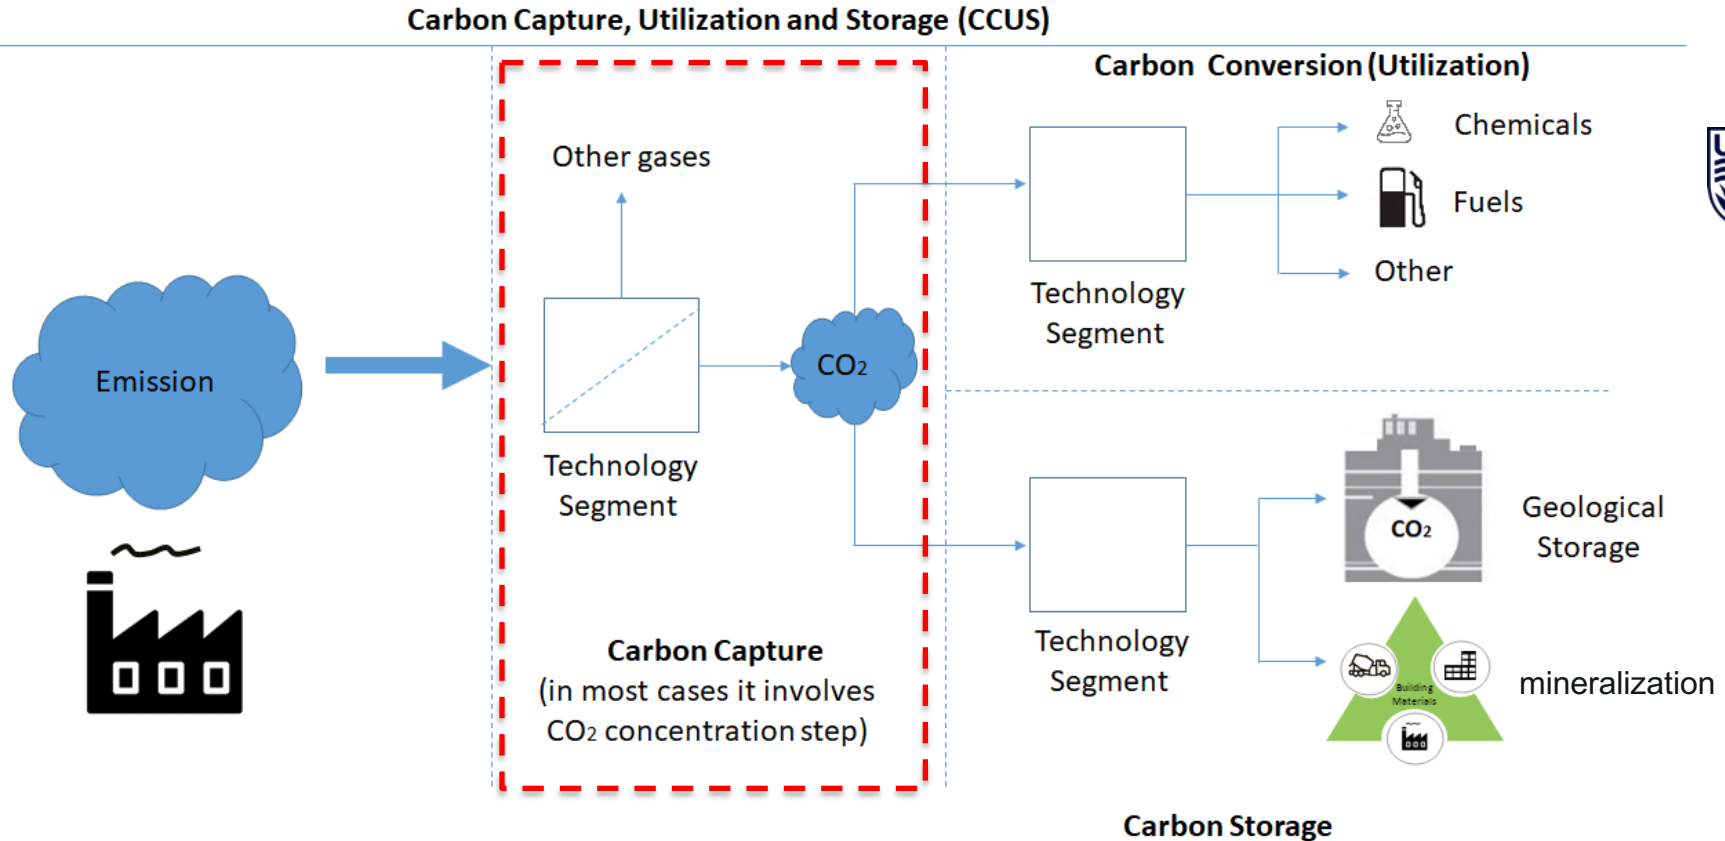 Carbon Capture, Utilization and Storage (CCUS)
Emission
Other gases
Technology
Segment
CO2
Carbon Capture
(in most cases it involves
CO2 concentration step)
Carbon Conversion (Utilization)
Technology
Segment
Chemicals
Fuels
Other
Technology
Segment
CO2
Geological
Storage
Building
Materials
mineralization
Carbon Storage